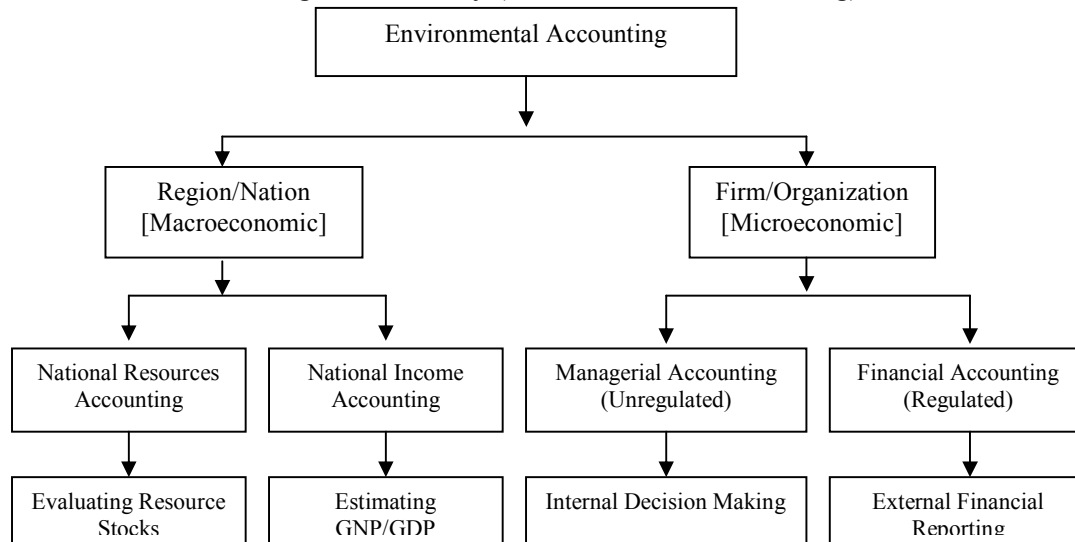 Environmental Accounting
Region/Nation
[Macroeconomic]
Firm/Organization
[Microeconomic]
National Resources
Accounting
National Income
Accounting
Managerial Accounting
(Unregulated)
Financial Accounting
(Regulated)
Evaluating Resource
Stocks
Estimating
GNP/GDP
Internal Decision Making
External Financial
Reporting